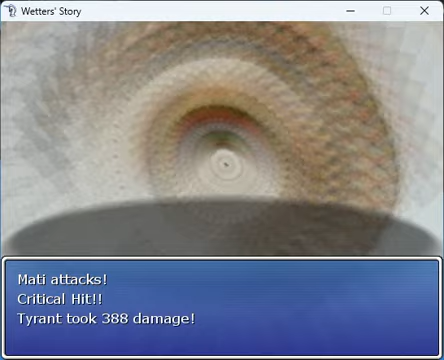 Wetters' Story
Mati attacks!
Critical Hit!!
Tyrant took 388 damage!